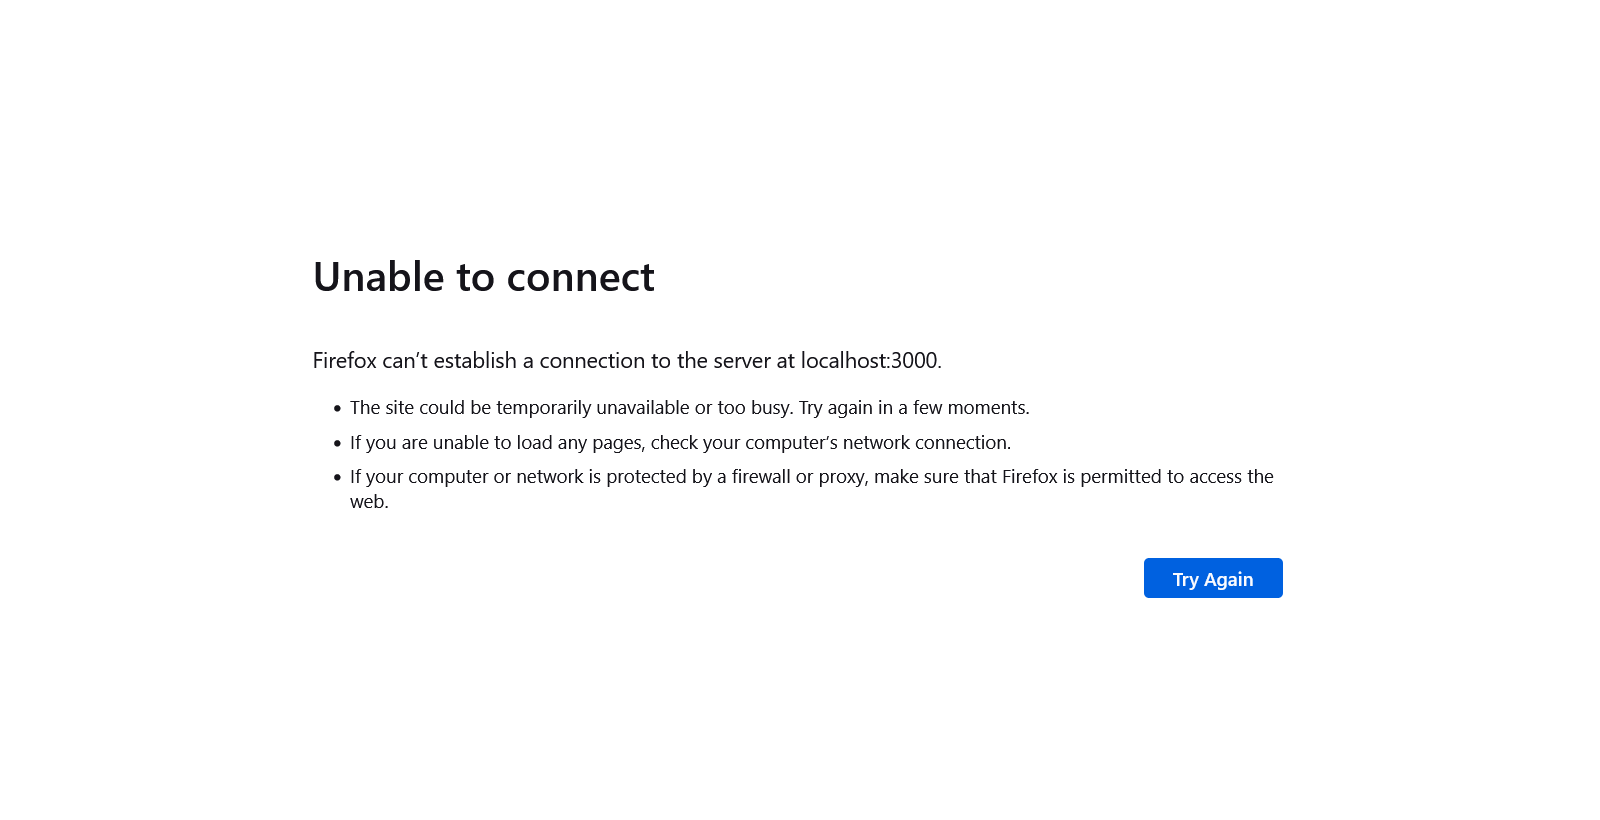 Unable to connect
Firefox can’t establish a connection to the server at localhost:3000.
• The site could be temporarily unavailable or too busy. Try again in a few moments.
• If you are unable to load any pages, check your computer’s network connection.
• If your computer or network is protected by a firewall or proxy, make sure that Firefox is permitted to access the
web.
Try Again